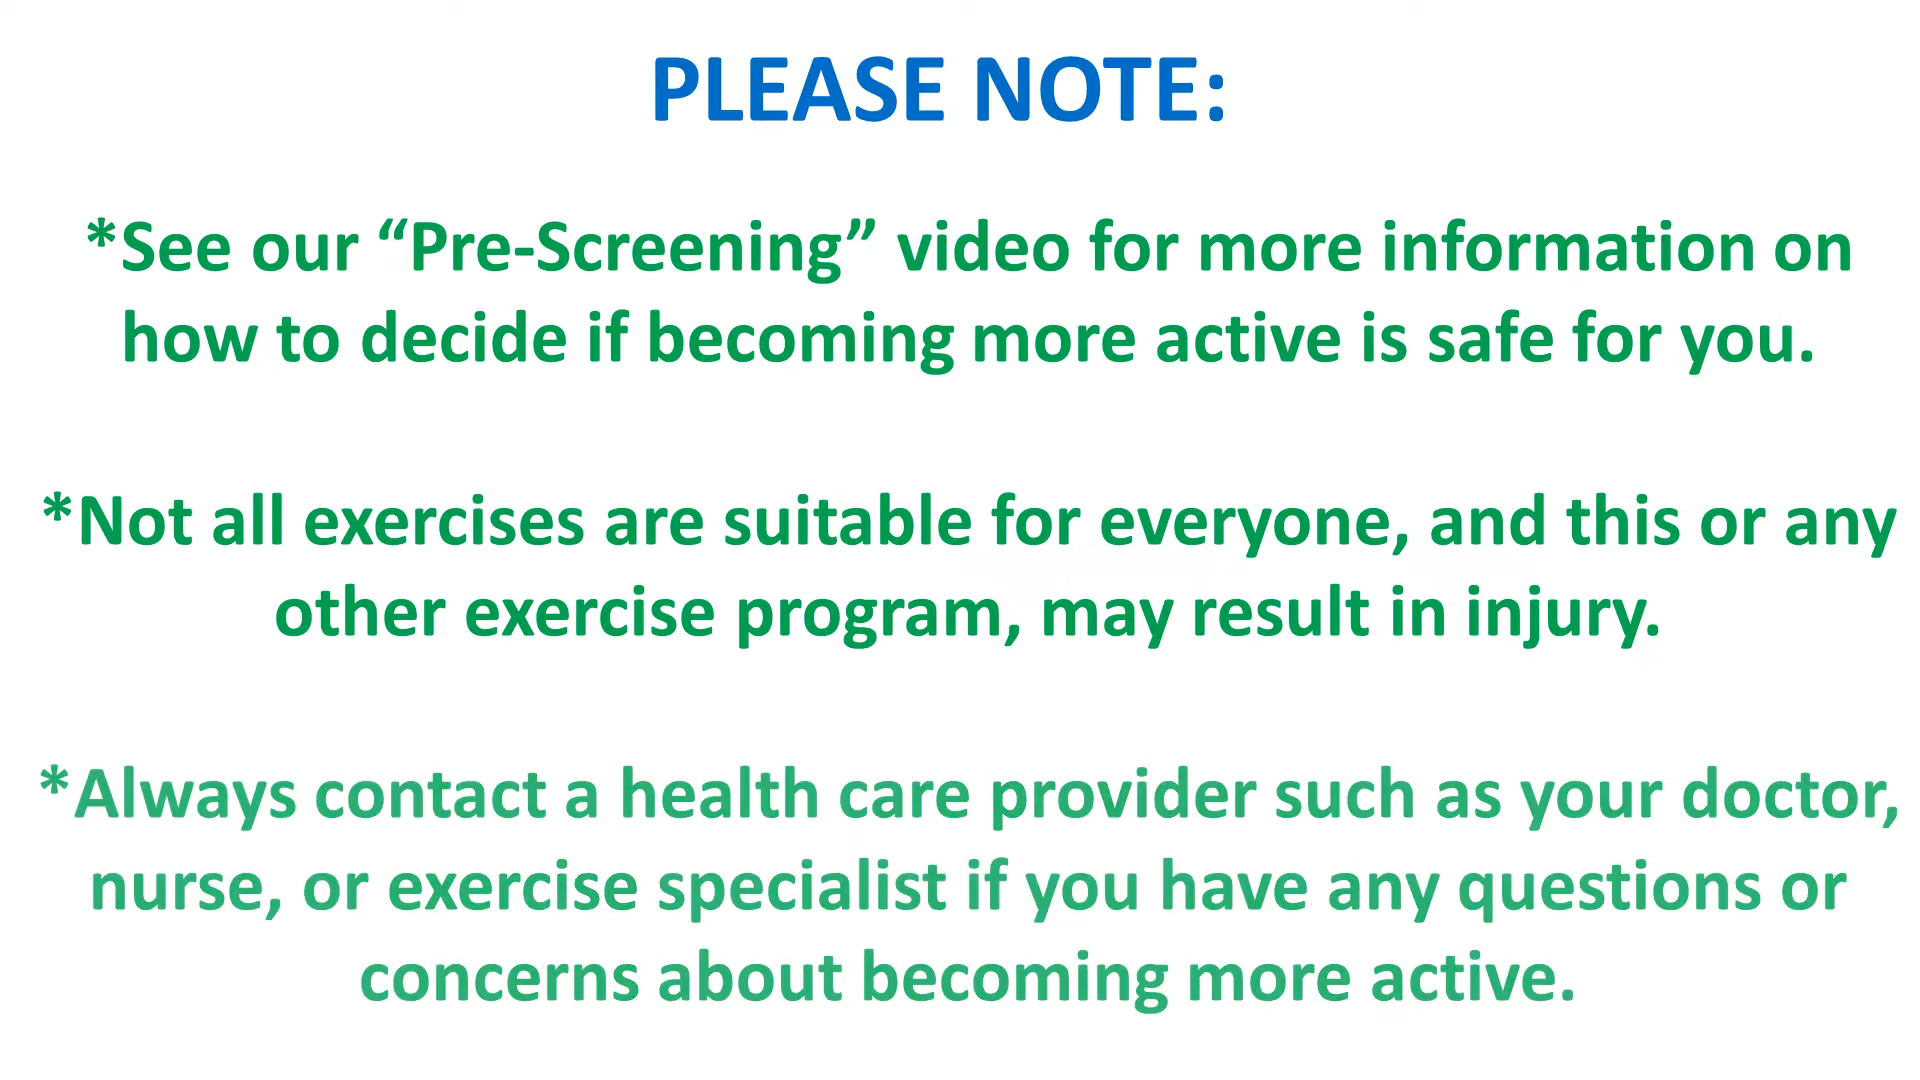 PLEASE NOTE:
*See our “Pre-Screening” video for more information on
how to decide if becoming more active is safe for you.
*Not all exercises are suitable for everyone, and this or any
other exercise program, may result in injury.
*Always contact a health care provider such as your doctor,
nurse, or exercise specialist if you have any questions or
concerns about becoming more active.